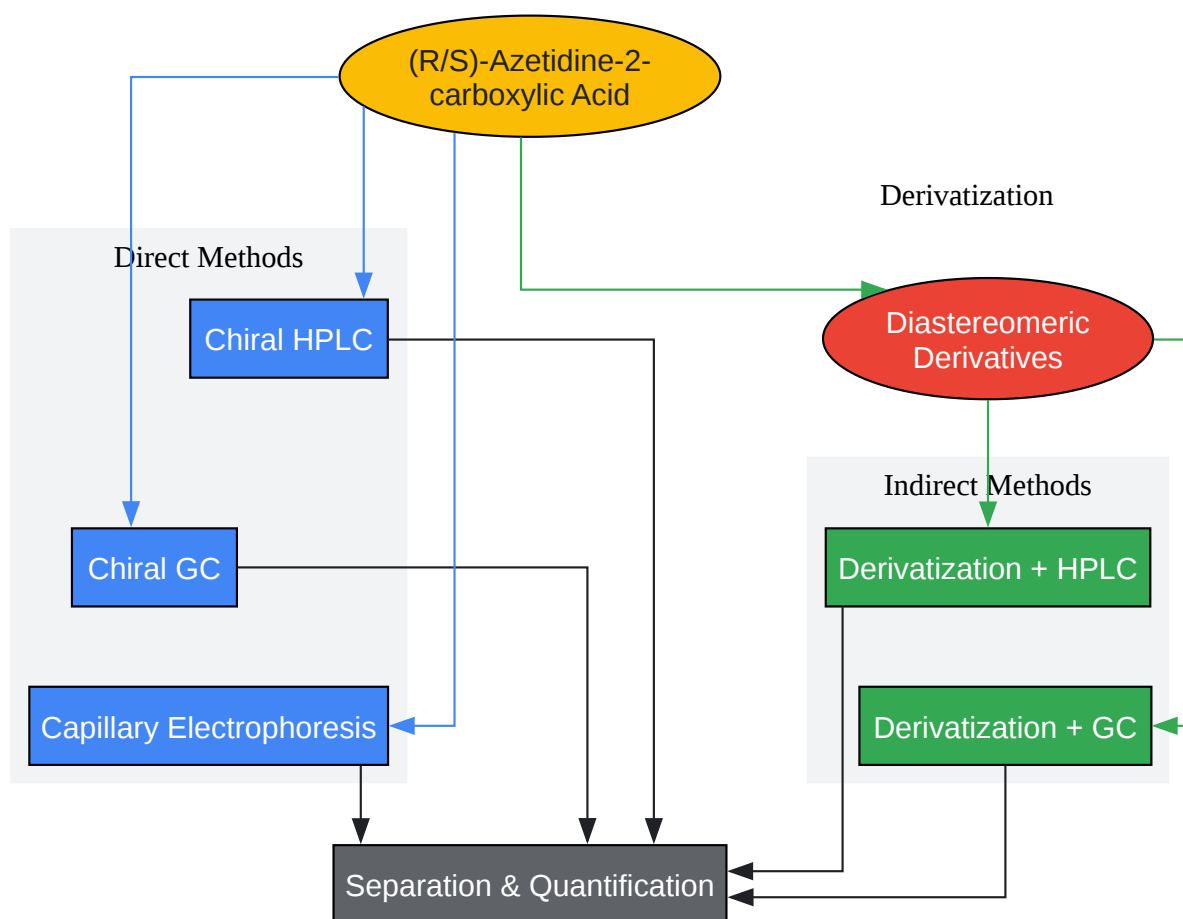 (R/S)-Azetidine-2-
carboxylic Acid
Derivatization
Direct Methods
Chiral HPLC
Diastereomeric
Derivatives
Indirect Methods
Chiral GC
Derivatization + HPLC
Capillary Electrophoresis
Derivatization + GC
Separation & Quantification